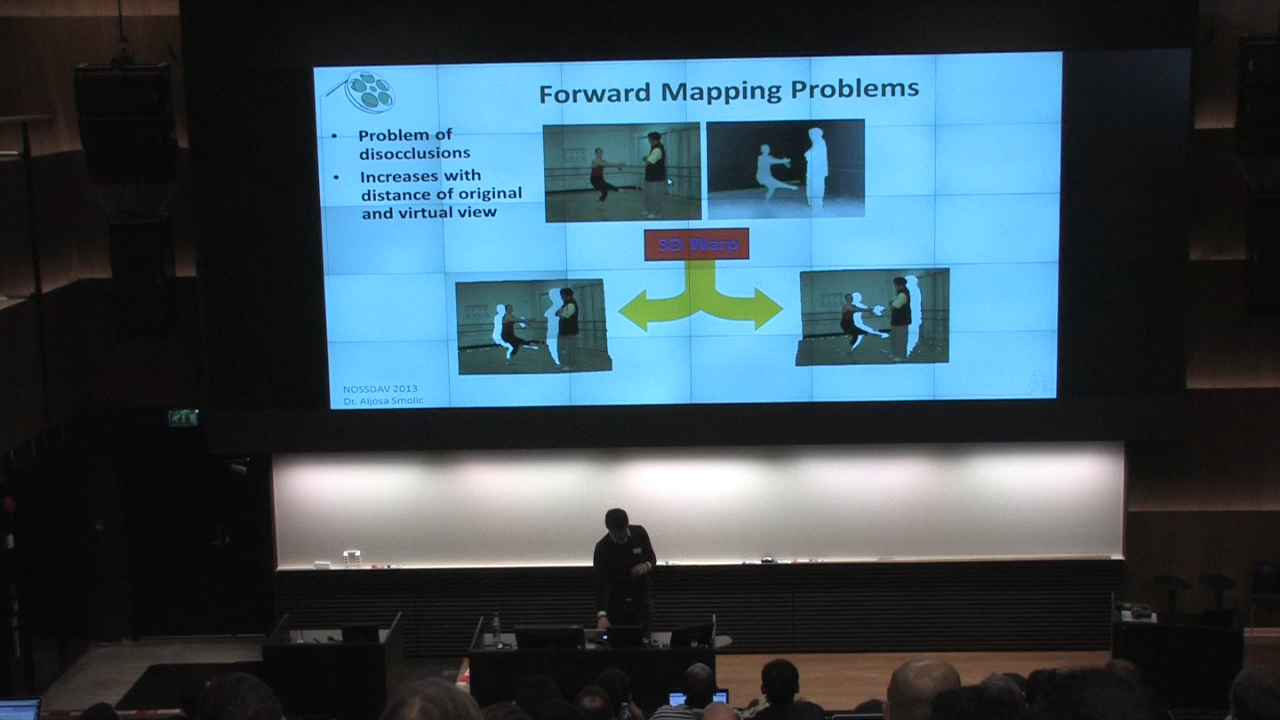 Forward Mapping Problems
• Problem of
disocclusions
• Increases with
distance of original
and virtual view
3D Warp
NOSSDAV 2013
Dr. Aljosa Smolic